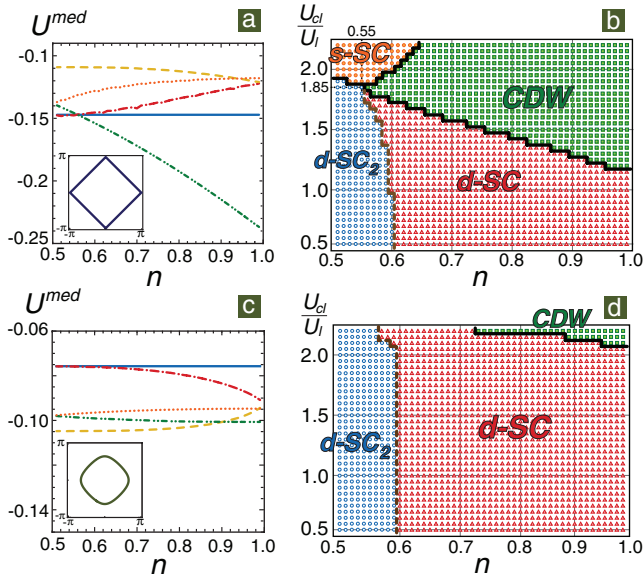 U^med
a
-0.1
-0.15
-0.2
-0.25
π
-π
-π
π
0.5 0.6 0.7 0.8 0.9 1.0
n
U_cl
U_l
b
0.55
2.0
1.85
1.5
1.0
0.5
s-SC
CDW
d-SC₂
d-SC
0.5 0.6 0.7 0.8 0.9 1.0
n
U^med
c
-0.06
-0.10
-0.14
π
-π
-π
π
0.5 0.6 0.7 0.8 0.9 1.0
n
U_cl
U_l
d
2.0
1.5
1.0
0.5
CDW
d-SC₂
d-SC
0.5 0.6 0.7 0.8 0.9 1.0
n